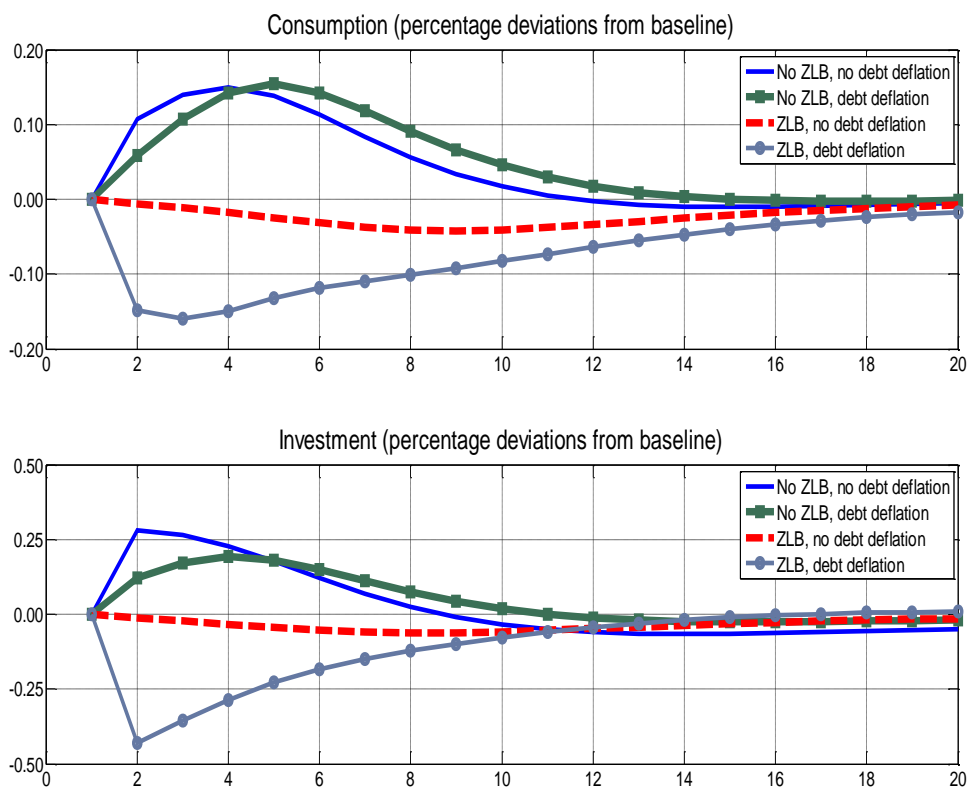 Consumption (percentage deviations from baseline)
0.20
0.10
0.00
-0.10
-0.20
No ZLB, no debt deflation
No ZLB, debt deflation
ZLB, no debt deflation
ZLB, debt deflation
0 2 4 6 8 10 12 14 16 18 20
Investment (percentage deviations from baseline)
0.50
0.25
0.00
-0.25
-0.50
No ZLB, no debt deflation
No ZLB, debt deflation
ZLB, no debt deflation
ZLB, debt deflation
0 2 4 6 8 10 12 14 16 18 20